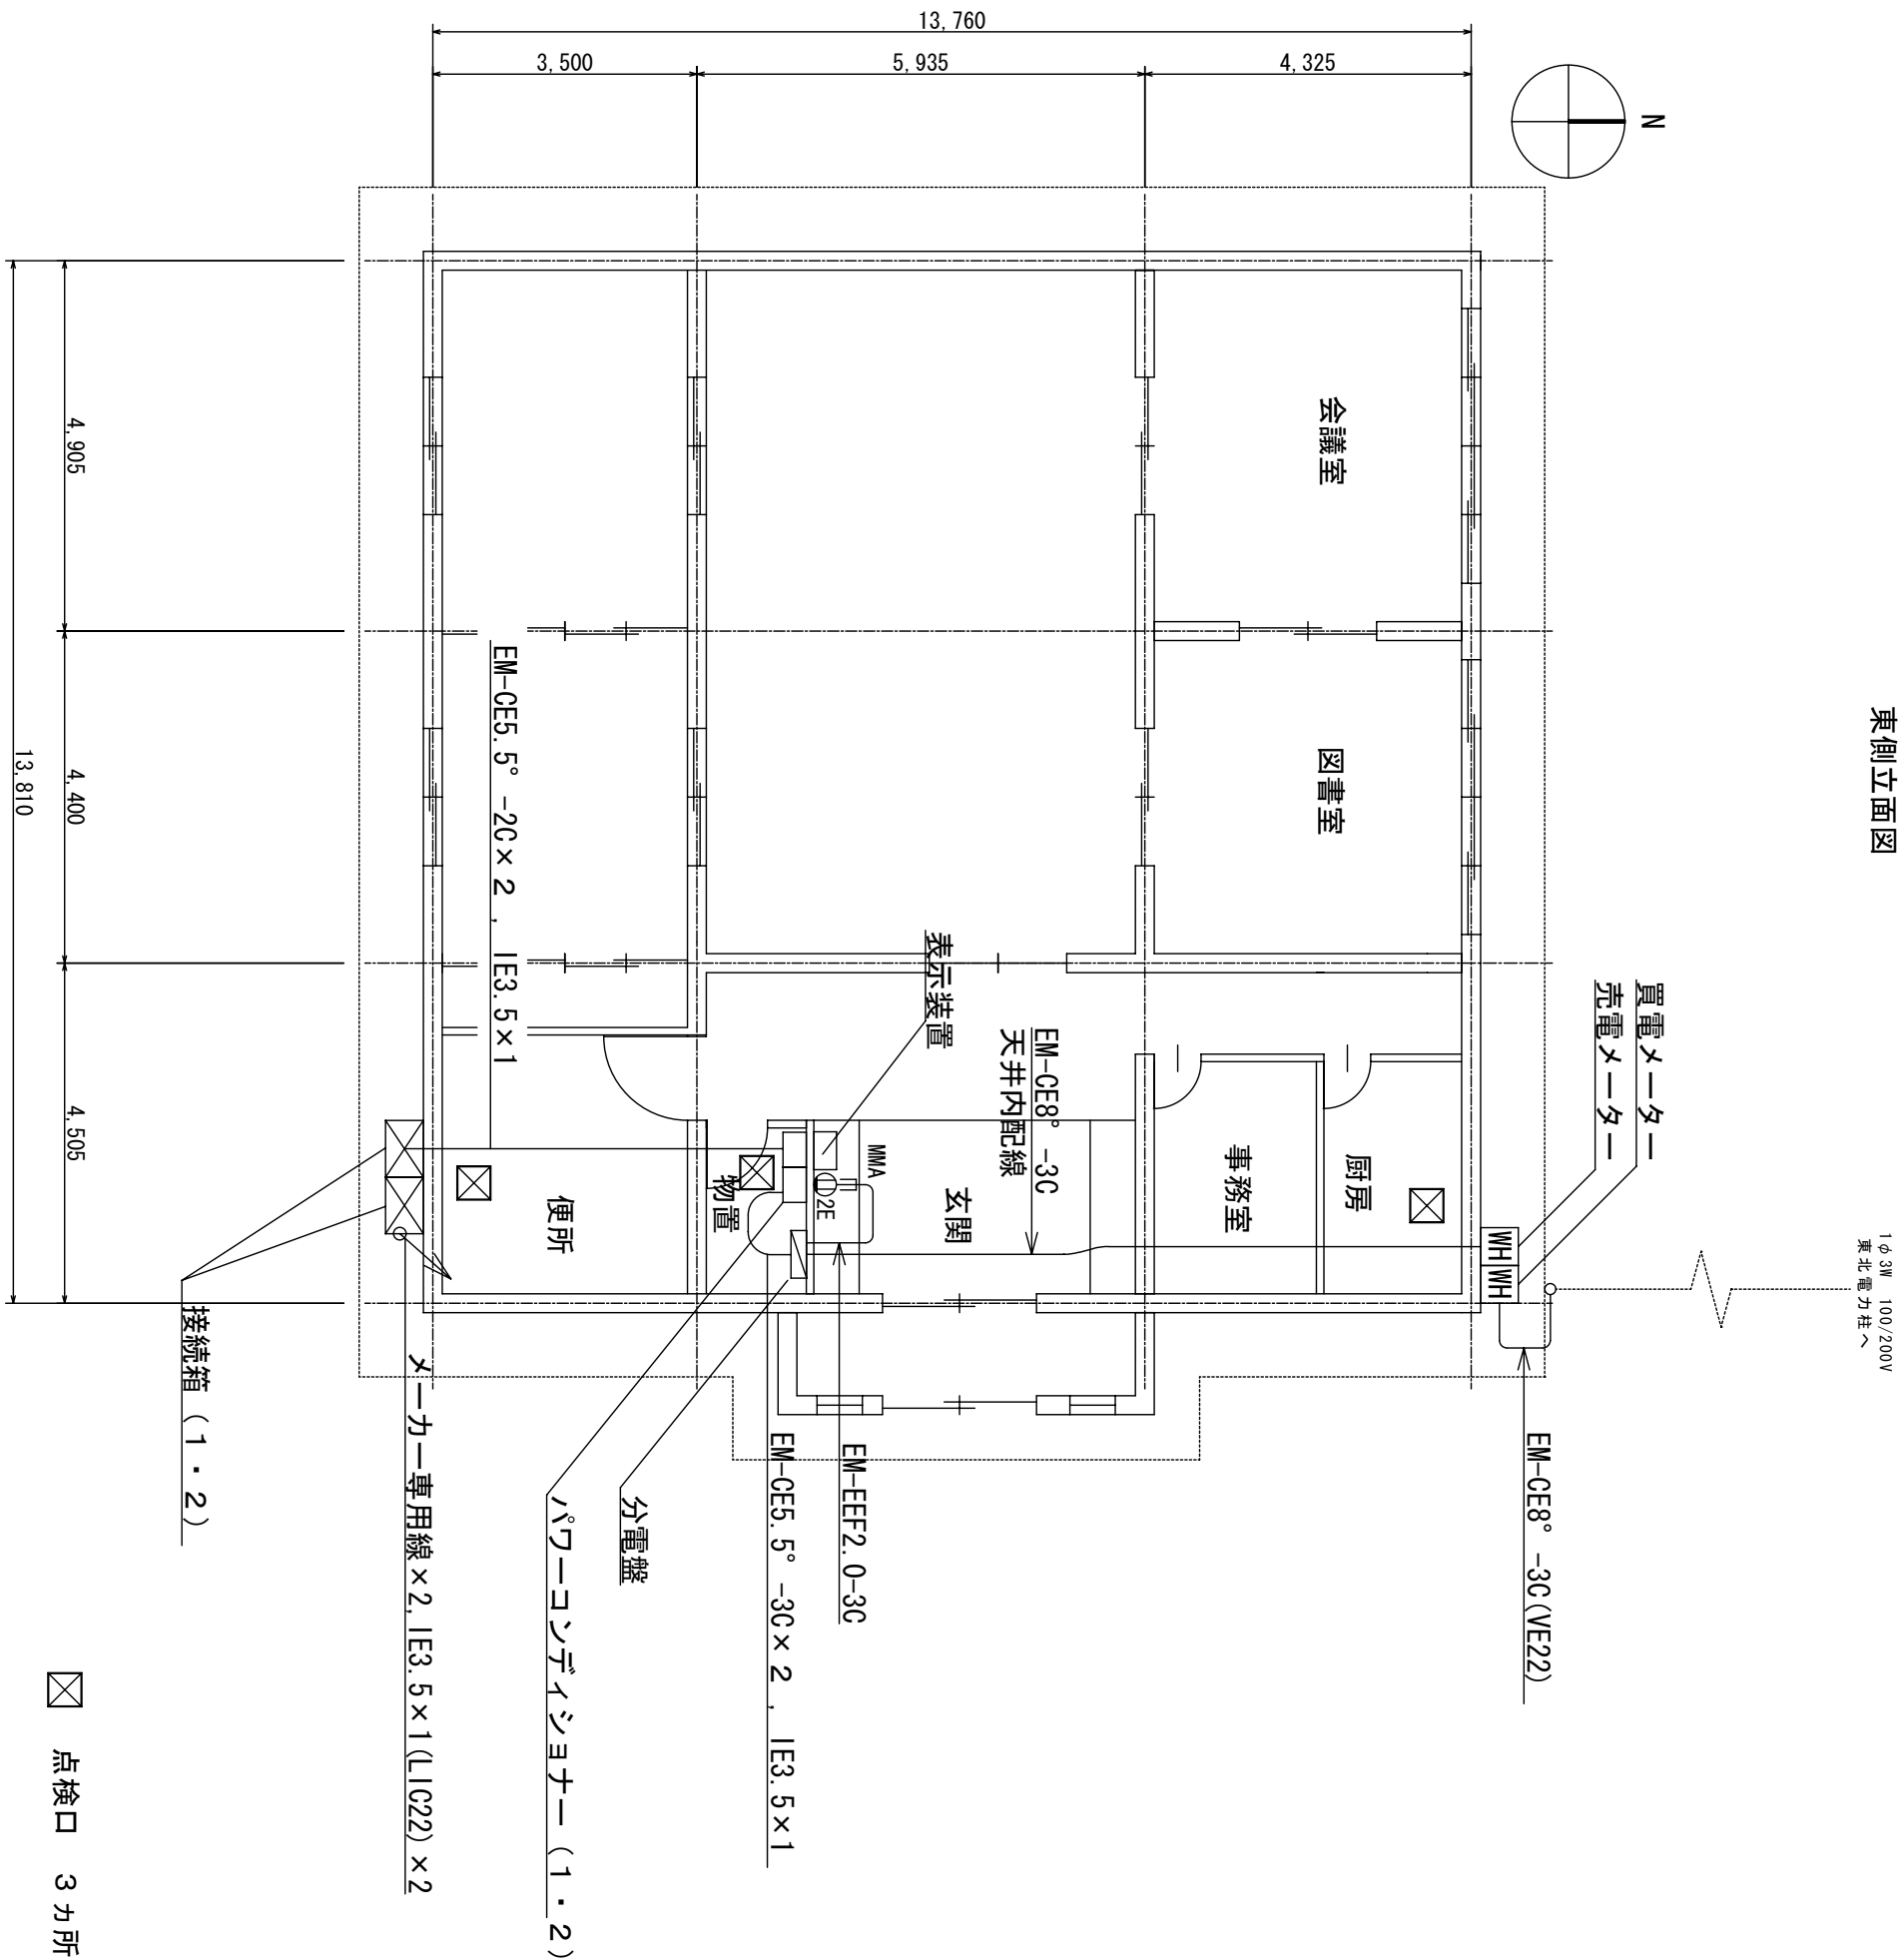 東側立面図
1φ3W 100/200V
東北電力柱へ
N
買電メーター
売電メーター
WH
WH
EM-CE8° -3C(VE22)
会議室
図書室
厨房
事務室
EM-CE8° -3C
天井内配線
玄関
表示装置
MMA
2E
EM-EEF2.0-3C
EM-CE5.5° -3C×２，IE3.5×1
物置
分電盤
パワーコンディショナー（１・２）
便所
EM-CE5.5° -2C×２，IE3.5×1
メーカー専用線×2,IE3.5×1(LIC22)×2
接続箱（１・２）
13,760
3,500
5,935
4,325
4,905
4,400
4,505
13,810
点検口　３カ所